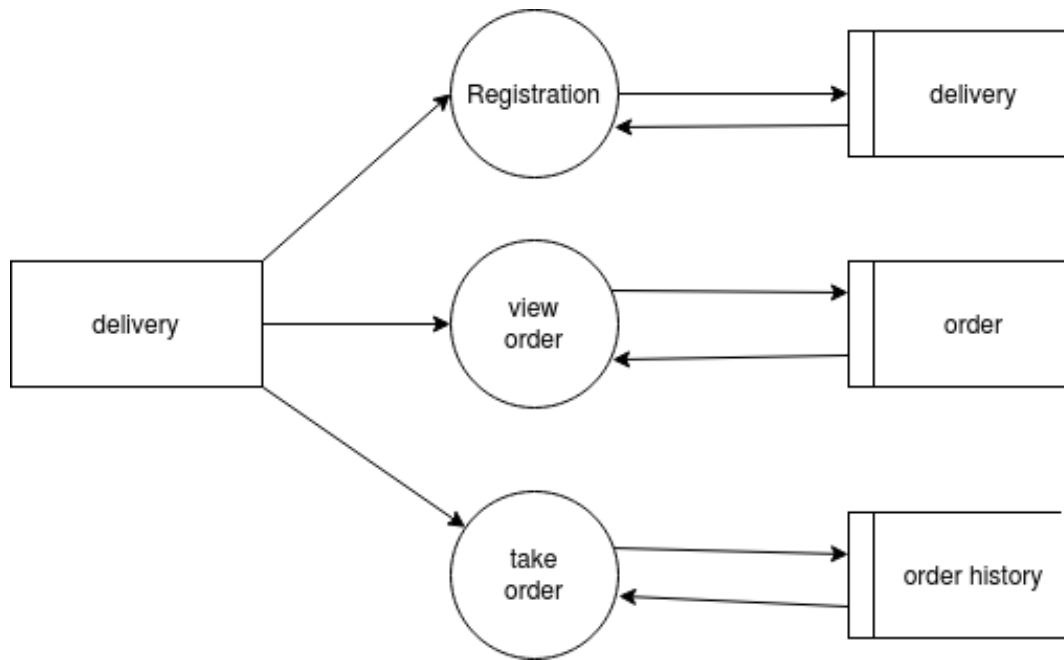 Registration
delivery
delivery
view
order
order
take
order
order history